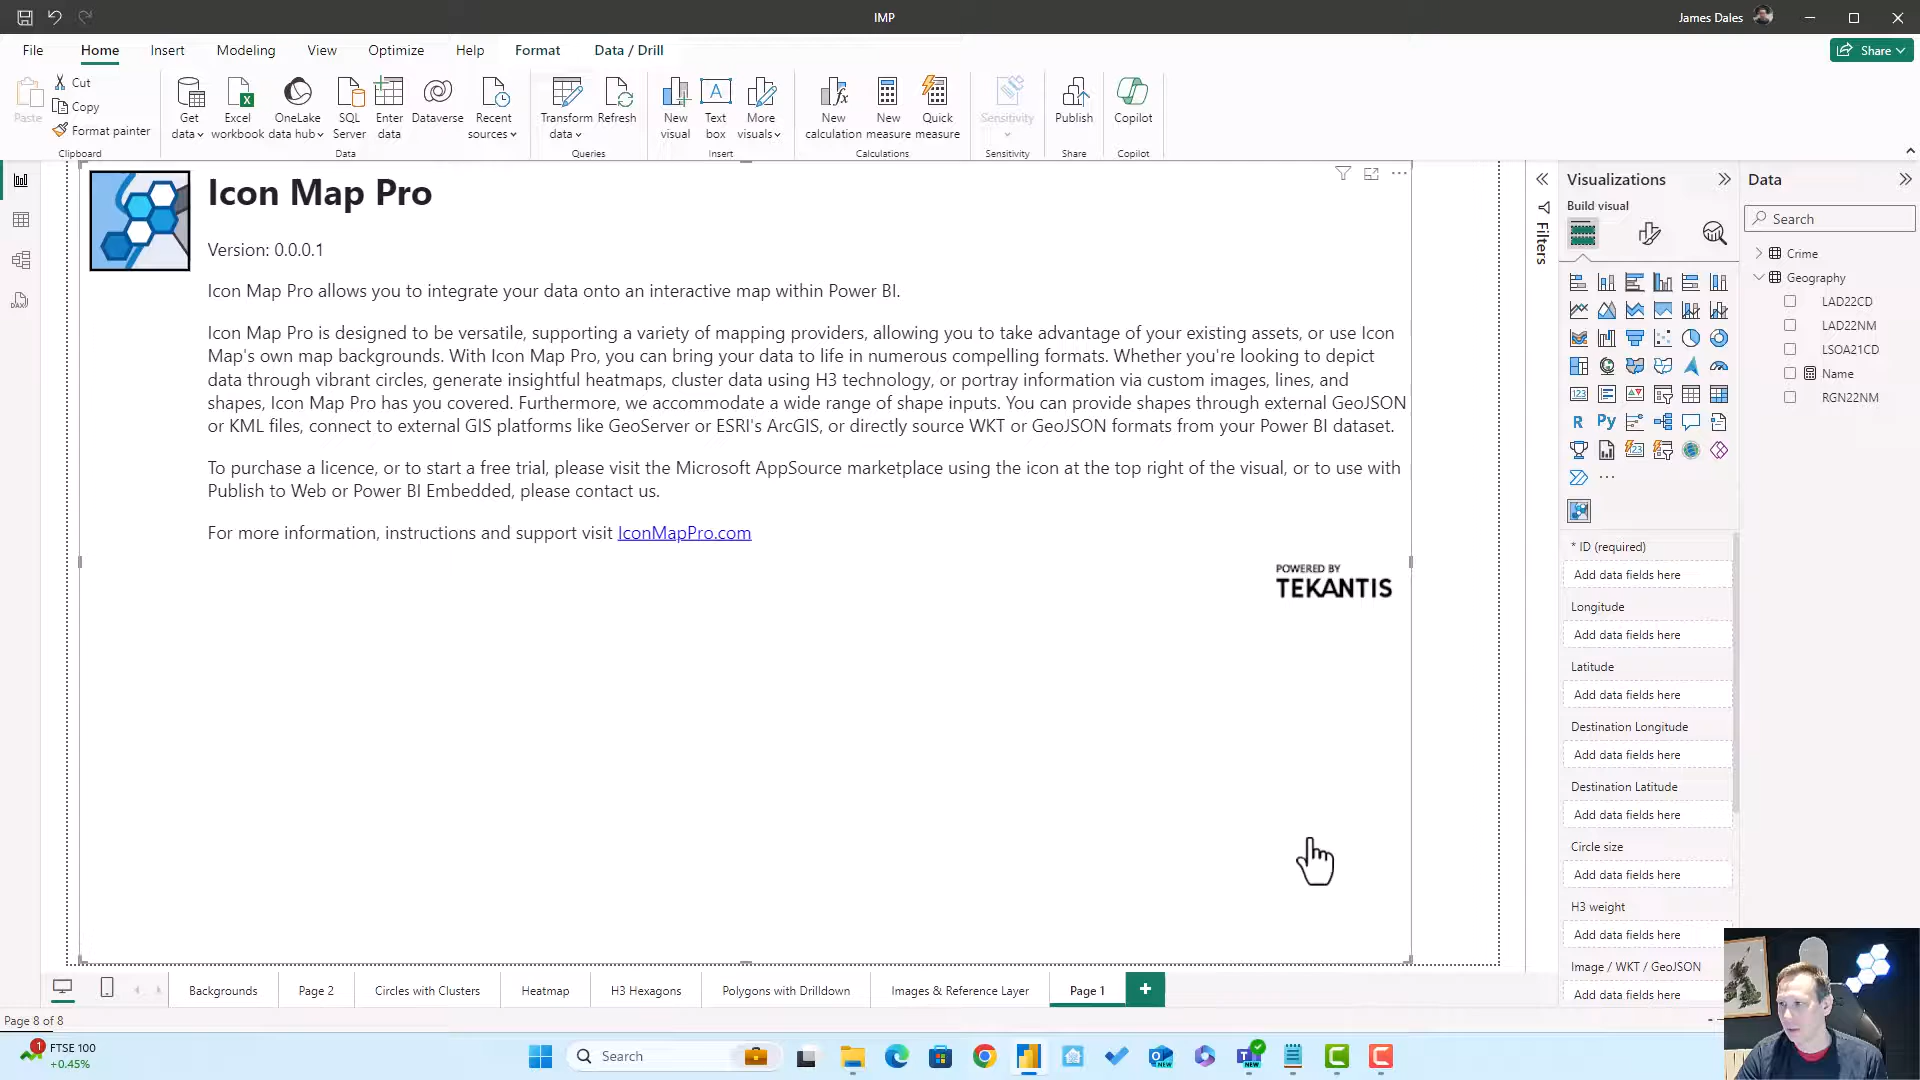 IMP
James Dales
File
Home
Insert
Modeling
View
Optimize
Help
Format
Data / Drill
Share
Paste
Cut
Copy
Format painter
Clipboard
Get data
Excel workbook
OneLake data hub
SQL Server
Enter data
Dataverse
Recent sources
Data
Transform data
Refresh
Queries
New visual
Text box
More visuals
Insert
New calculation
New measure
Quick measure
Calculations
Sensitivity
Sensitivity
Publish
Share
Copilot
Copilot
Icon Map Pro
Version: 0.0.0.1
Icon Map Pro allows you to integrate your data onto an interactive map within Power BI.
Icon Map Pro is designed to be versatile, supporting a variety of mapping providers, allowing you to take advantage of your existing assets, or use Icon
Map's own map backgrounds. With Icon Map Pro, you can bring your data to life in numerous compelling formats. Whether you're looking to depict
data through vibrant circles, generate insightful heatmaps, cluster data using H3 technology, or portray information via custom images, lines, and
shapes, Icon Map Pro has you covered. Furthermore, we accommodate a wide range of shape inputs. You can provide shapes through external GeoJSON
or KML files, connect to external GIS platforms like GeoServer or ESRI's ArcGIS, or directly source WKT or GeoJSON formats from your Power BI dataset.
To purchase a licence, or to start a free trial, please visit the Microsoft AppSource marketplace using the icon at the top right of the visual, or to use with
Publish to Web or Power BI Embedded, please contact us.
For more information, instructions and support visit IconMapPro.com
POWERED BY
TEKANTIS
Filters
Visualizations
Build visual
R
Py
123
* ID (required)
Add data fields here
Longitude
Add data fields here
Latitude
Add data fields here
Destination Longitude
Add data fields here
Destination Latitude
Add data fields here
Circle size
Add data fields here
H3 weight
Add data fields here
Image / WKT / GeoJSON
Add data fields here
Data
Search
Crime
Geography
LAD22CD
LAD22NM
LSOA21CD
Name
RGN22NM
Backgrounds
Page 2
Circles with Clusters
Heatmap
H3 Hexagons
Polygons with Drilldown
Images & Reference Layer
Page 1
+
Page 8 of 8
1
FTSE 100
+0.45%
Search
NEW
NEW